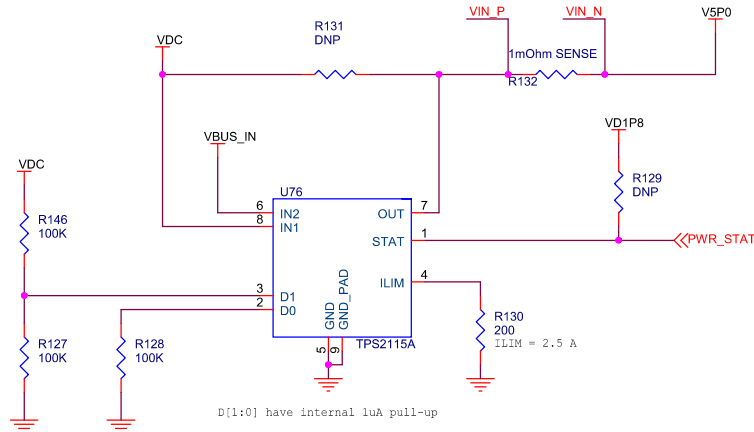 VIN_P
VIN_N
V5P0
R131
DNP
VDC
1mOhm SENSE
R132
VBUS_IN
VD1P8
VDC
R129
DNP
U76
R146
100K
6
IN2
OUT
7
8
IN1
STAT
1
PWR_STAT
3
D1
ILIM
4
2
D0
GND
GND_PAD
R130
200
ILIM = 2.5 A
R127
100K
R128
100K
5
9
TPS2115A
D[1:0] have internal 1uA pull-up